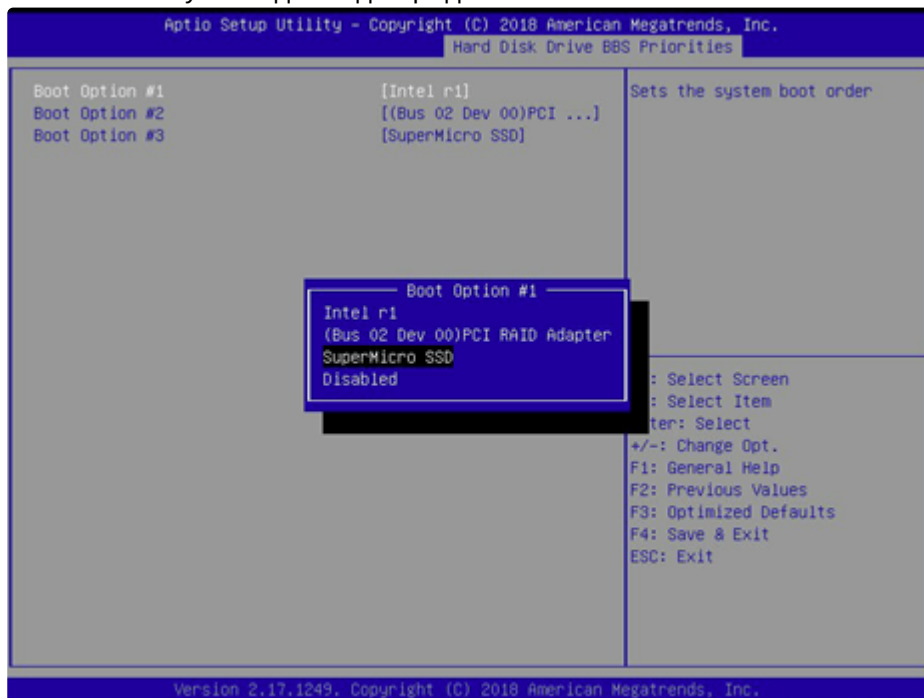 Aptio Setup Utility – Copyright (C) 2018 American Megatrends, Inc.
Hard Disk Drive BBS Priorities
Boot Option #1 [Intel r1]
Boot Option #2 [(Bus 02 Dev 00)PCI ...]
Boot Option #3 [SuperMicro SSD]
Sets the system boot order
Boot Option #1
Intel r1
(Bus 02 Dev 00)PCI RAID Adapter
SuperMicro SSD
Disabled
: Select Screen
: Select Item
ter: Select
+/-: Change Opt.
F1: General Help
F2: Previous Values
F3: Optimized Defaults
F4: Save & Exit
ESC: Exit
Version 2.17.1249. Copyright (C) 2018 American Megatrends, Inc.